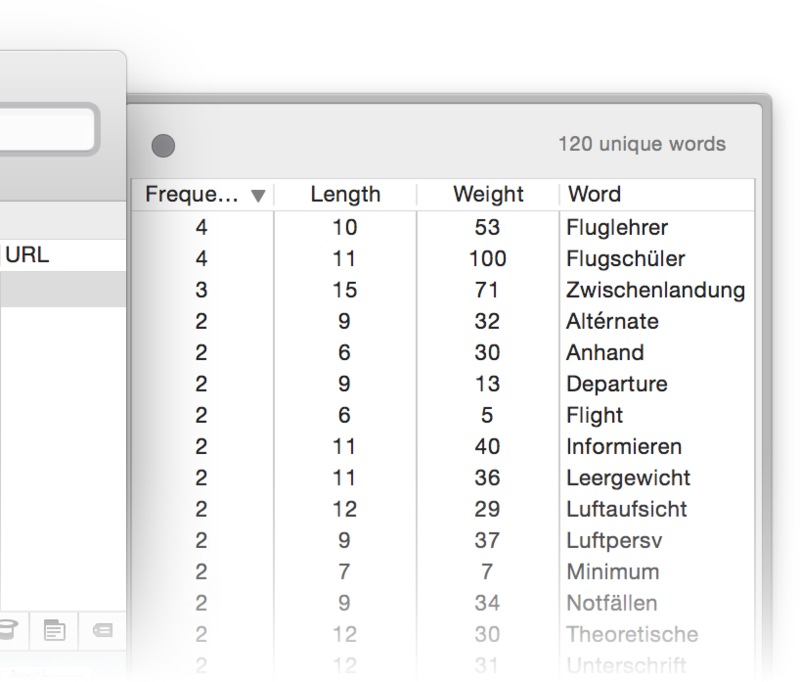 120 unique words
Freque... Length Weight Word
4 10 53 Fluglehrer
URL
4 11 100 Flugschüler
3 15 71 Zwischenlandung
2 9 32 Altérnate
2 6 30 Anhand
2 9 13 Departure
2 6 5 Flight
2 11 40 Informieren
2 11 36 Leergewicht
2 12 29 Luftaufsicht
2 9 37 Luftpersv
2 7 7 Minimum
2 9 34 Notfällen
2 12 30 Theoretische
2 12 31 Unterschrift